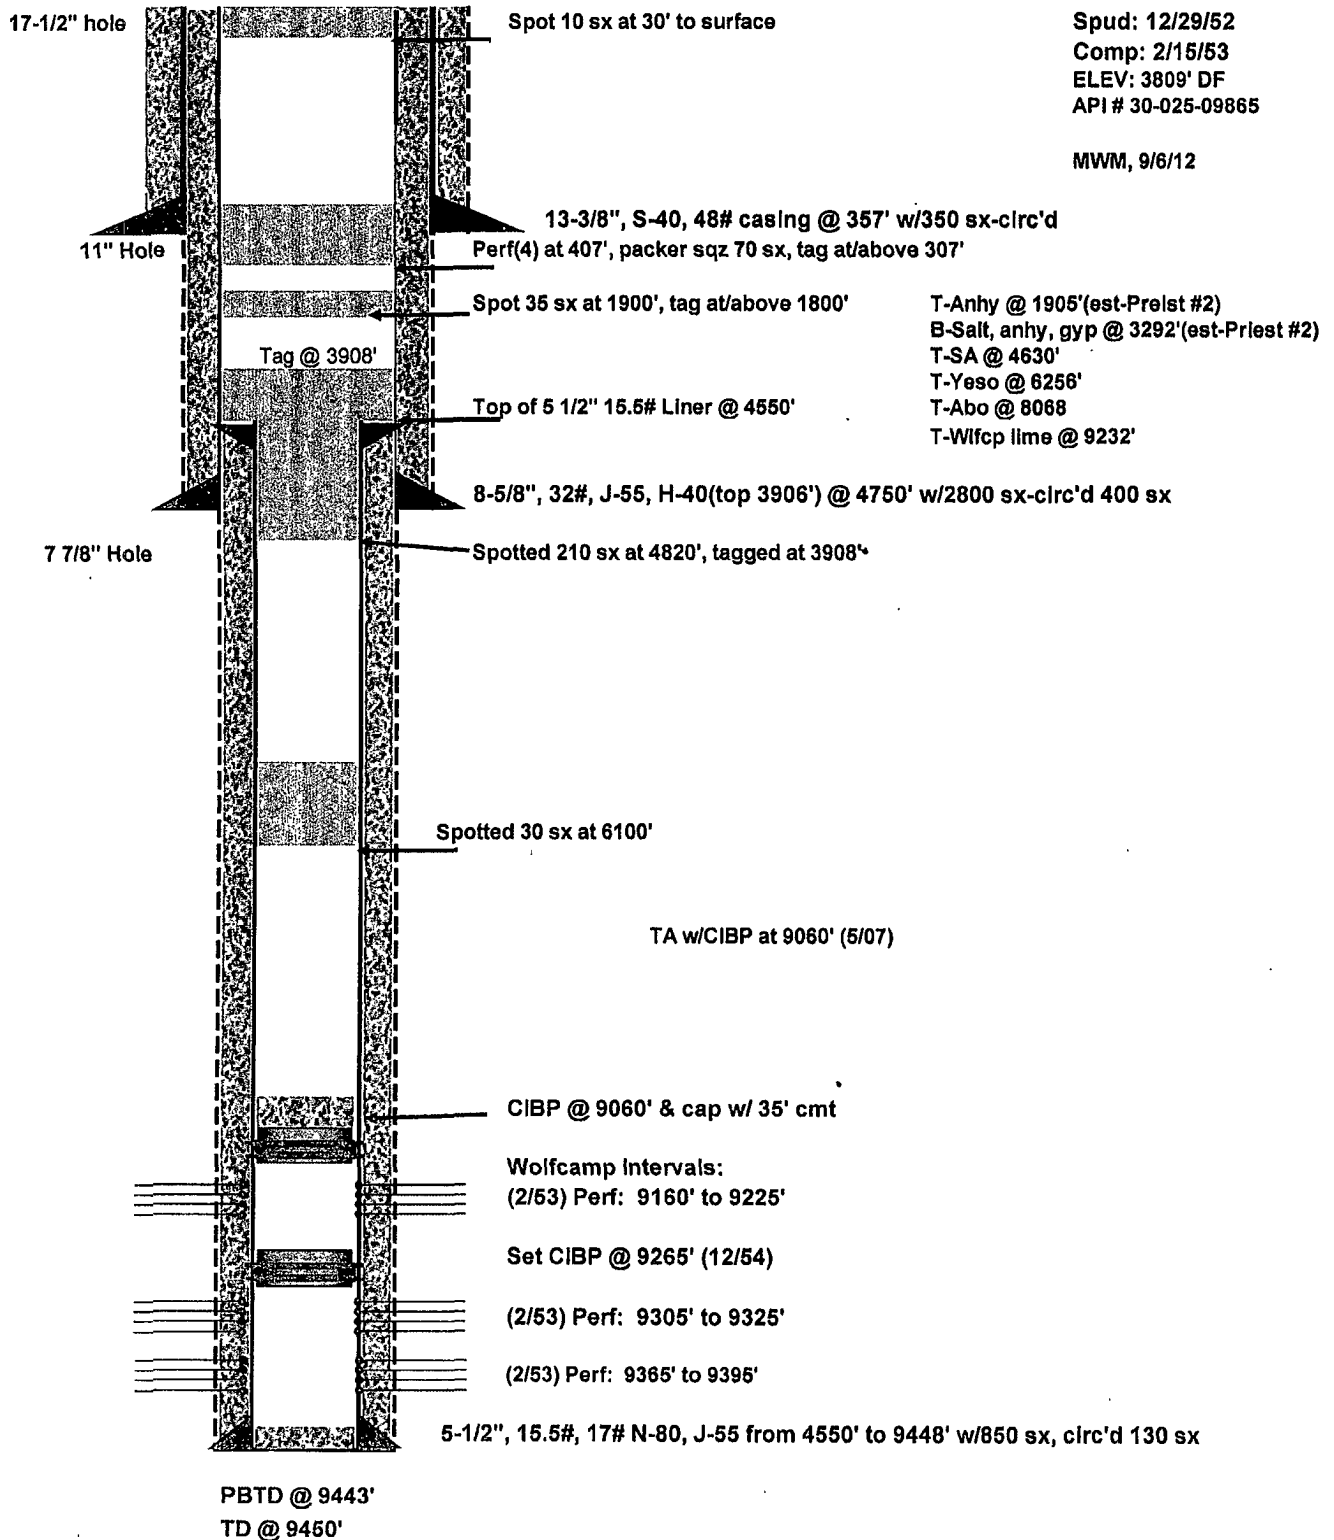 17-1/2" hole
Spot 10 sx at 30' to surface
Spud: 12/29/52
Comp: 2/15/53
ELEV: 3809' DF
API # 30-025-09865
MWM, 9/6/12
13-3/8", S-40, 48# casing @ 357' w/350 sx-circ'd
11" Hole
Perf(4) at 407', packer sqz 70 sx, tag at/above 307'
Spot 35 sx at 1900', tag at/above 1800'
T-Anhy @ 1905'(est-Preist #2)
B-Salt, anhy, gyp @ 3292'(est-Priest #2)
T-SA @ 4630'
T-Yeso @ 6256'
T-Abo @ 8068
T-Wlfcp lime @ 9232'
Tag @ 3908'
Top of 5 1/2" 15.5# Liner @ 4550'
8-5/8", 32#, J-55, H-40(top 3906') @ 4750' w/2800 sx-circ'd 400 sx
7 7/8" Hole
Spotted 210 sx at 4820', tagged at 3908'
Spotted 30 sx at 6100'
TA w/CIBP at 9060' (5/07)
CIBP @ 9060' & cap w/ 35' cmt
Wolfcamp Intervals:
(2/53) Perf: 9160' to 9225'
Set CIBP @ 9265' (12/54)
(2/53) Perf: 9305' to 9325'
(2/53) Perf: 9365' to 9395'
5-1/2", 15.5#, 17# N-80, J-55 from 4550' to 9448' w/850 sx, circ'd 130 sx
PBTD @ 9443'
TD @ 9450'